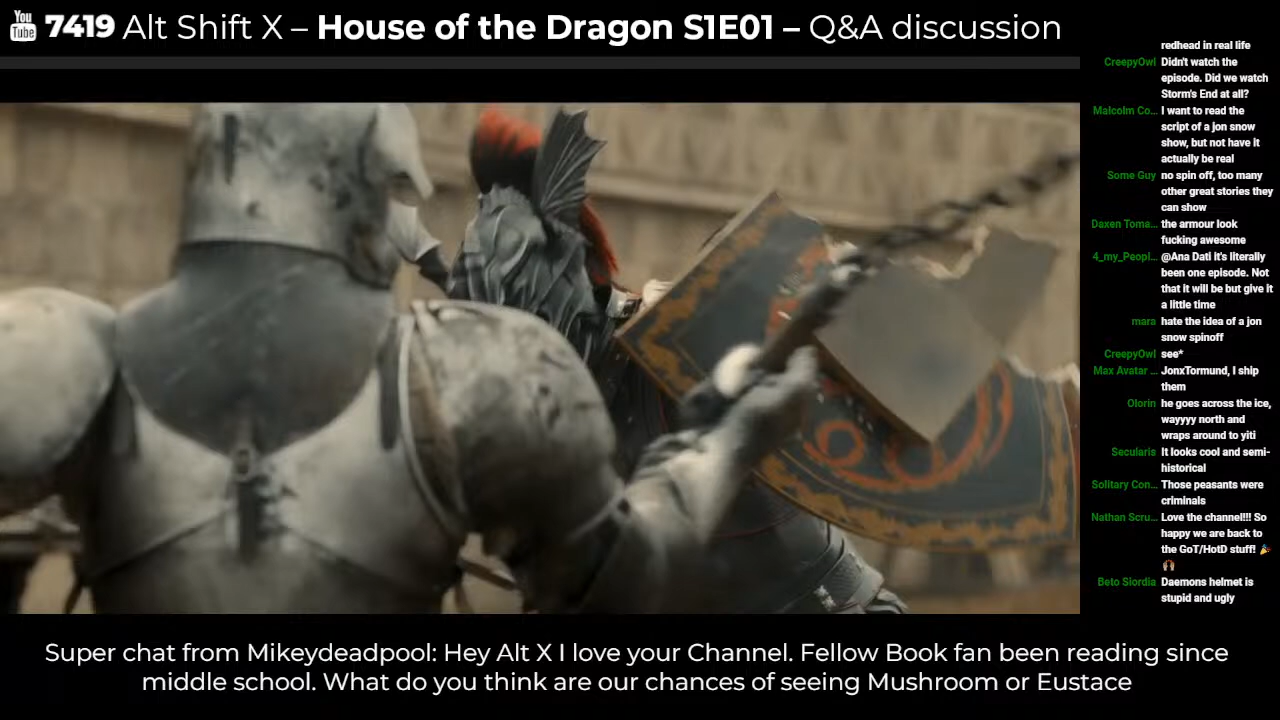 You Tube 7419 Alt Shift X – House of the Dragon S1E01 – Q&A discussion
redhead in real life
CreepyOwl Didn't watch the
episode. Did we watch
Storm's End at all?
Malcolm Co... I want to read the
script of a jon snow
show, but not have it
actually be real
Some Guy no spin off, too many
other great stories they
can show
Daxen Toma... the armour look
fucking awesome
4_my_Peopl... @Ana Dati it's literally
been one episode. Not
that it will be but give it
a little time
mara hate the idea of a jon
snow spinoff
CreepyOwl see*
Max Avatar ... JonxTormund, I ship
them
Olorin he goes across the ice,
wayyyy north and
wraps around to yiti
Secularis It looks cool and semi-
historical
Solitary Con... Those peasants were
criminals
Nathan Scru... Love the channel!!! So
happy we are back to
the GoT/HotD stuff! 🎉
🙌
Beto Siordia Daemons helmet is
stupid and ugly
Super chat from Mikeydeadpool: Hey Alt X I love your Channel. Fellow Book fan been reading since
middle school. What do you think are our chances of seeing Mushroom or Eustace